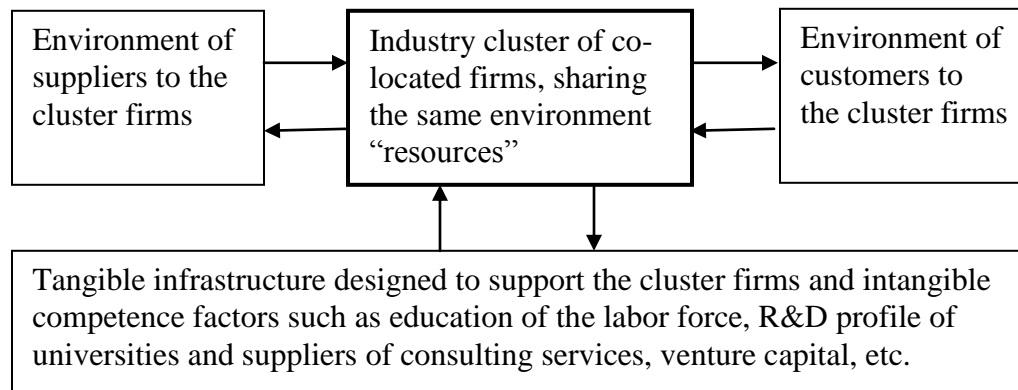 Environment of
suppliers to the
cluster firms
Industry cluster of co-
located firms, sharing
the same environment
“resources”
Environment of
customers to
the cluster firms
Tangible infrastructure designed to support the cluster firms and intangible
competence factors such as education of the labor force, R&D profile of
universities and suppliers of consulting services, venture capital, etc.